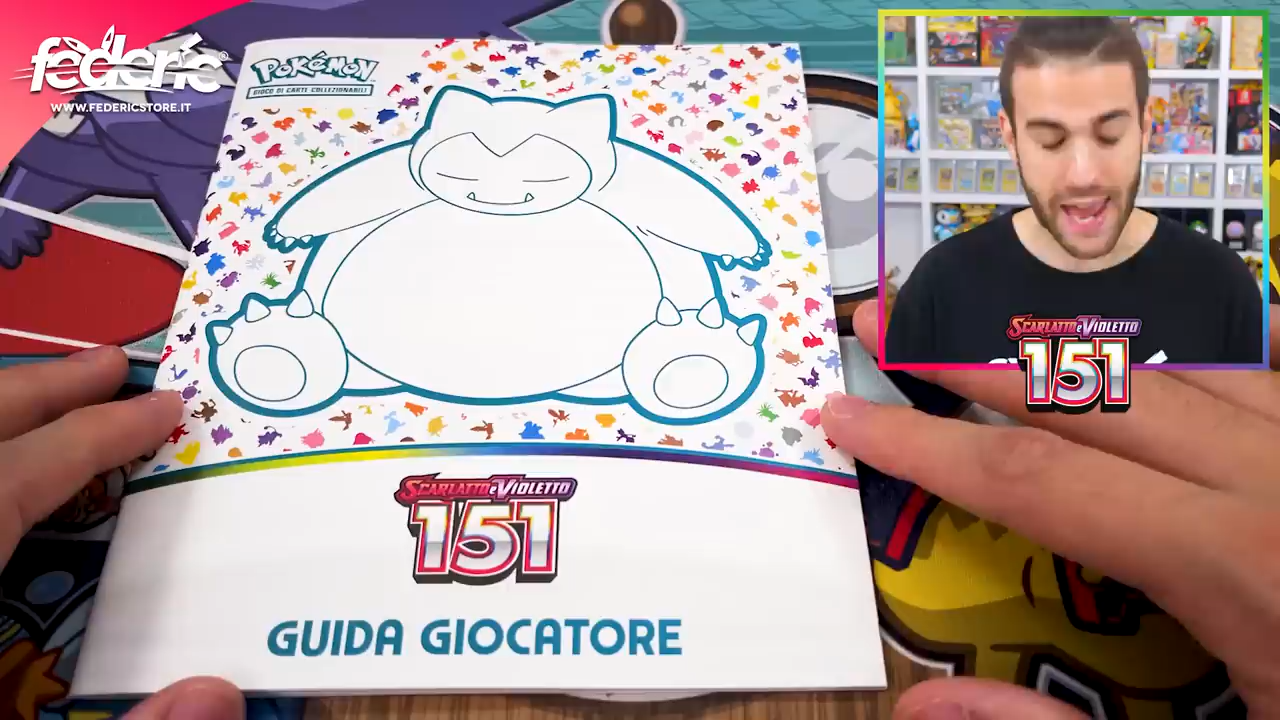 federic
WWW.FEDERICSTORE.IT
POKÉMON
GIOCO DI CARTE COLLEZIONABILI
SCARLATTO e VIOLETTO
151
GUIDA GIOCATORE
SCARLATTO e VIOLETTO
151